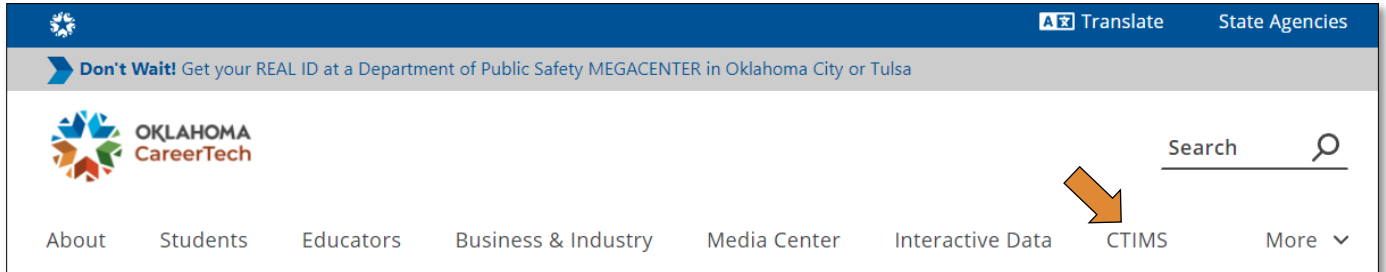 A Translate State Agencies
Don't Wait! Get your REAL ID at a Department of Public Safety MEGACENTER in Oklahoma City or Tulsa
OKLAHOMA
CareerTech
Search
About Students Educators Business & Industry Media Center Interactive Data CTIMS More